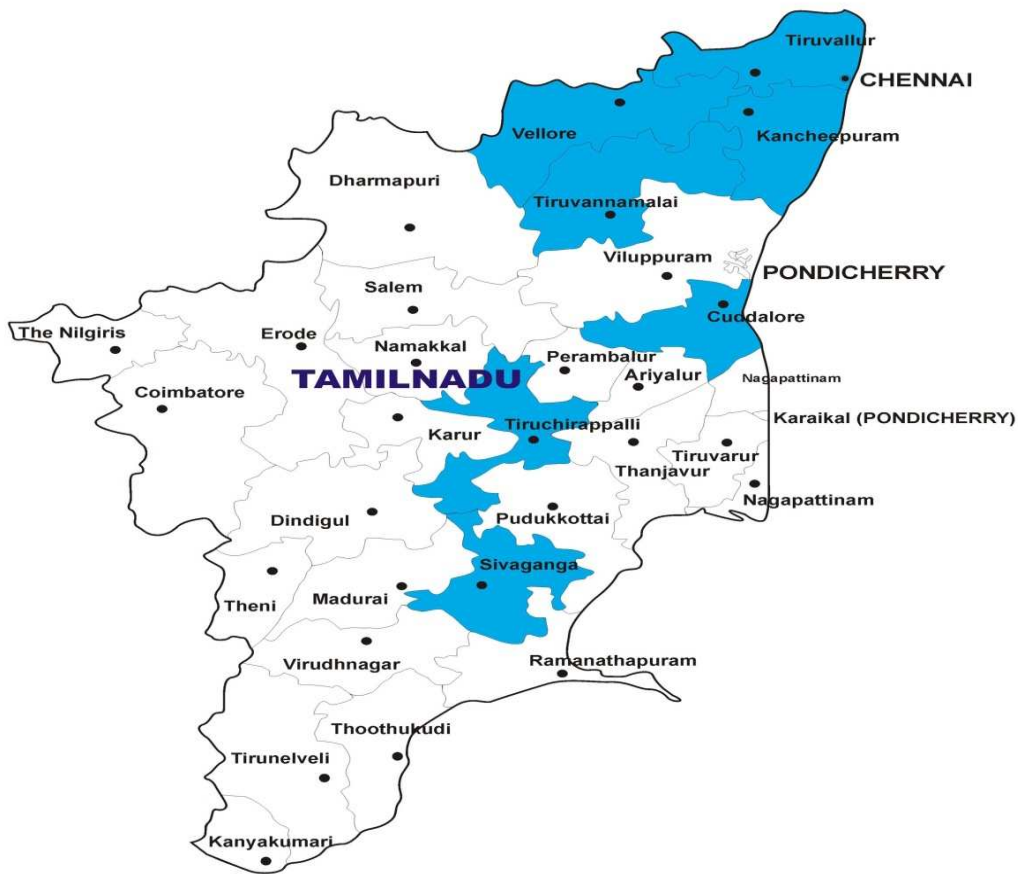 Tiruvallur
CHENNAI
Vellore
Kancheepuram
Dharmapuri
Tiruvannamalai
Viluppuram
PONDICHERRY
Salem
Cuddalore
The Nilgiris
Erode
Namakkal
Perambalur
TAMILNADU
Ariyalur
Nagapattinam
Coimbatore
Karaikal (PONDICHERRY)
Tiruchirappalli
Karur
Tiruvarur
Thanjavur
Nagapattinam
Dindigul
Pudukkottai
Sivaganga
Theni
Madurai
Virudhnagar
Ramanathapuram
Thoothukudi
Tirunelveli
Kanyakumari